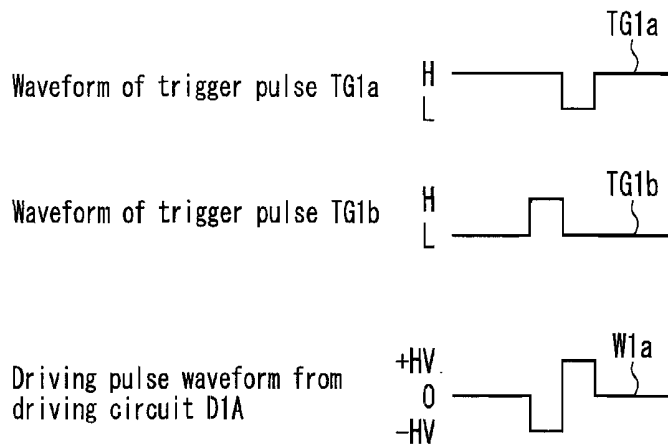 TG1a
Waveform of trigger pulse TG1a
H
L
TG1b
Waveform of trigger pulse TG1b
H
L
W1a
Driving pulse waveform from
driving circuit D1A
+HV
0
-HV